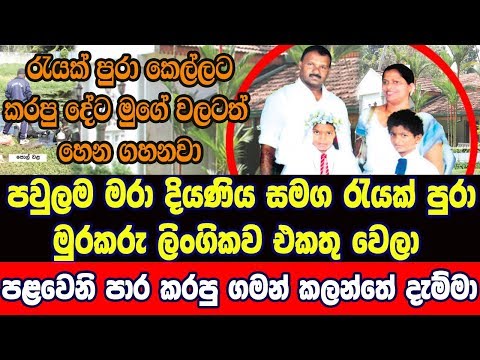 රැයක් පුරා කෙල්ලට
කරපු දේට මුගේ වලටත්
හෙන ගහනවා
පවුලම මරා දියණිය සමග රැයක් පුරා
මුරකරු ලිංගිකව එකතු වෙලා
පළවෙනි පාර කරපු ගමන් කලන්තේ දැම්මා